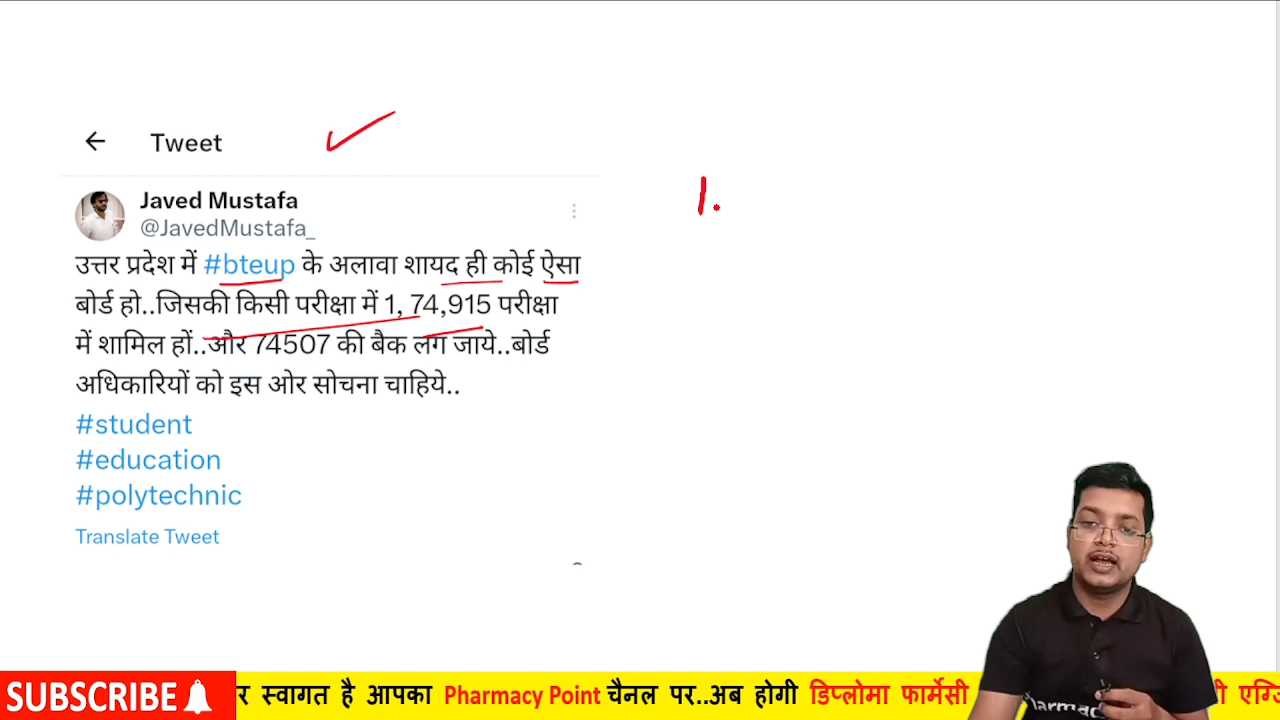 Tweet
Javed Mustafa
@JavedMustafa_
उत्तर प्रदेश में #bteup के अलावा शायद ही कोई ऐसा
बोर्ड हो..जिसकी किसी परीक्षा में 1, 74,915 परीक्षा
में शामिल हों..और 74507 की बैक लग जाये..बोर्ड
अधिकारियों को इस ओर सोचना चाहिये..
#student
#education
#polytechnic
Translate Tweet
1.
SUBSCRIBE र स्वागत है आपका Pharmacy Point चैनल पर..अब होगी डिप्लोमा फार्मेसी